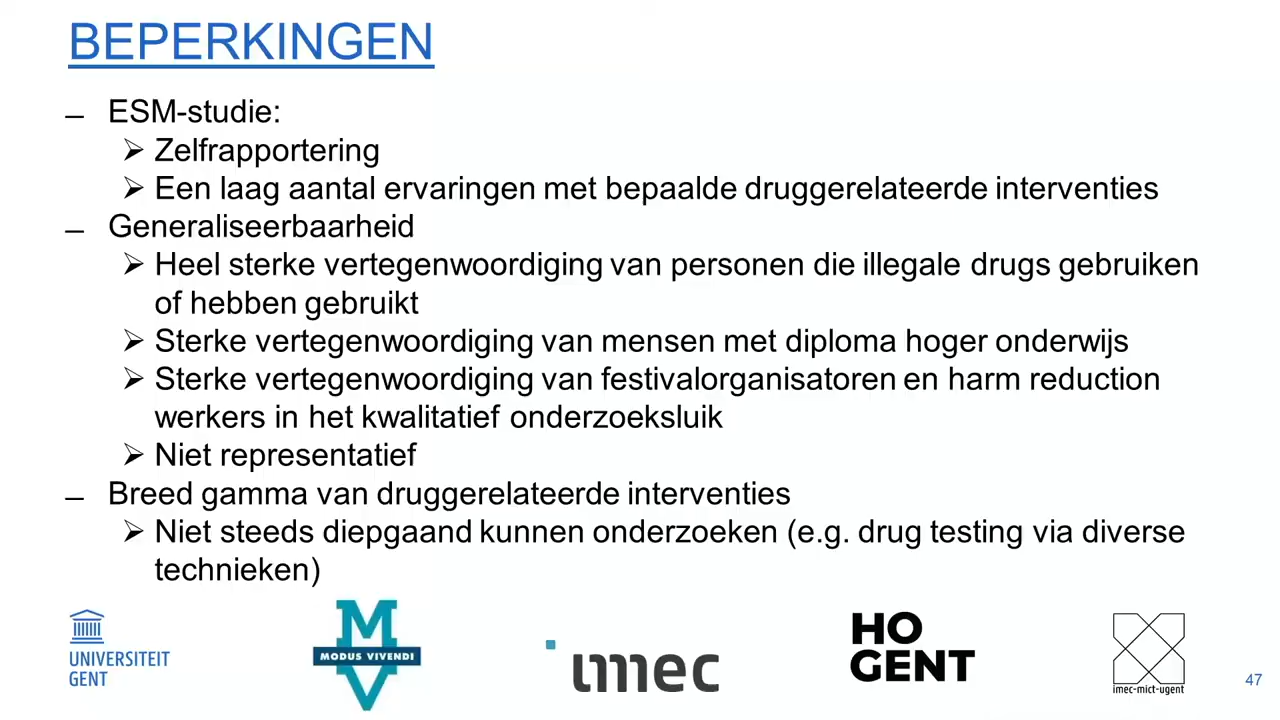 BEPERKINGEN
– ESM-studie:
➢ Zelfrapportering
➢ Een laag aantal ervaringen met bepaalde druggerelateerde interventies
– Generaliseerbaarheid
➢ Heel sterke vertegenwoordiging van personen die illegale drugs gebruiken
of hebben gebruikt
➢ Sterke vertegenwoordiging van mensen met diploma hoger onderwijs
➢ Sterke vertegenwoordiging van festivalorganisatoren en harm reduction
werkers in het kwalitatief onderzoeksluik
➢ Niet representatief
– Breed gamma van druggerelateerde interventies
➢ Niet steeds diepgaand kunnen onderzoeken (e.g. drug testing via diverse
technieken)
UNIVERSITEIT
GENT
M
MODUS VIVENDI
V
imec
HO
GENT
imec-mict-ugent
47